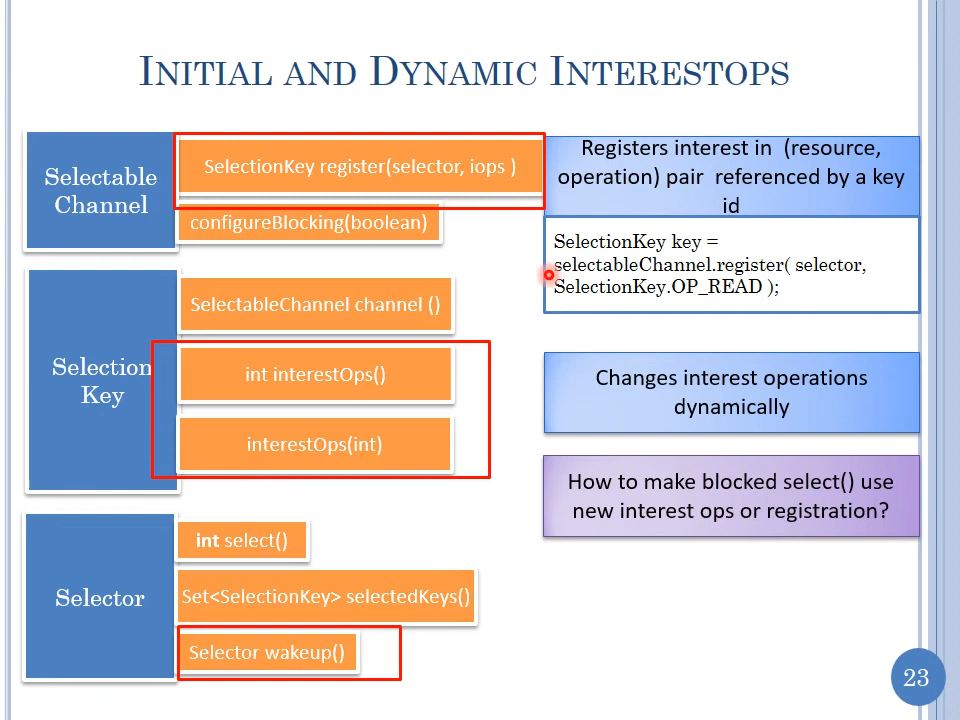 INITIAL AND DYNAMIC INTERESTOPS
Selectable
Channel
SelectionKey register(selector, iops )
configureBlocking(boolean)
Registers interest in (resource,
operation) pair referenced by a key
id
SelectionKey key =
selectableChannel.register( selector,
SelectionKey.OP_READ );
Selection
Key
SelectableChannel channel ()
int interestOps()
interestOps(int)
Changes interest operations
dynamically
How to make blocked select() use
new interest ops or registration?
Selector
int select()
Set<SelectionKey> selectedKeys()
Selector wakeup()
23